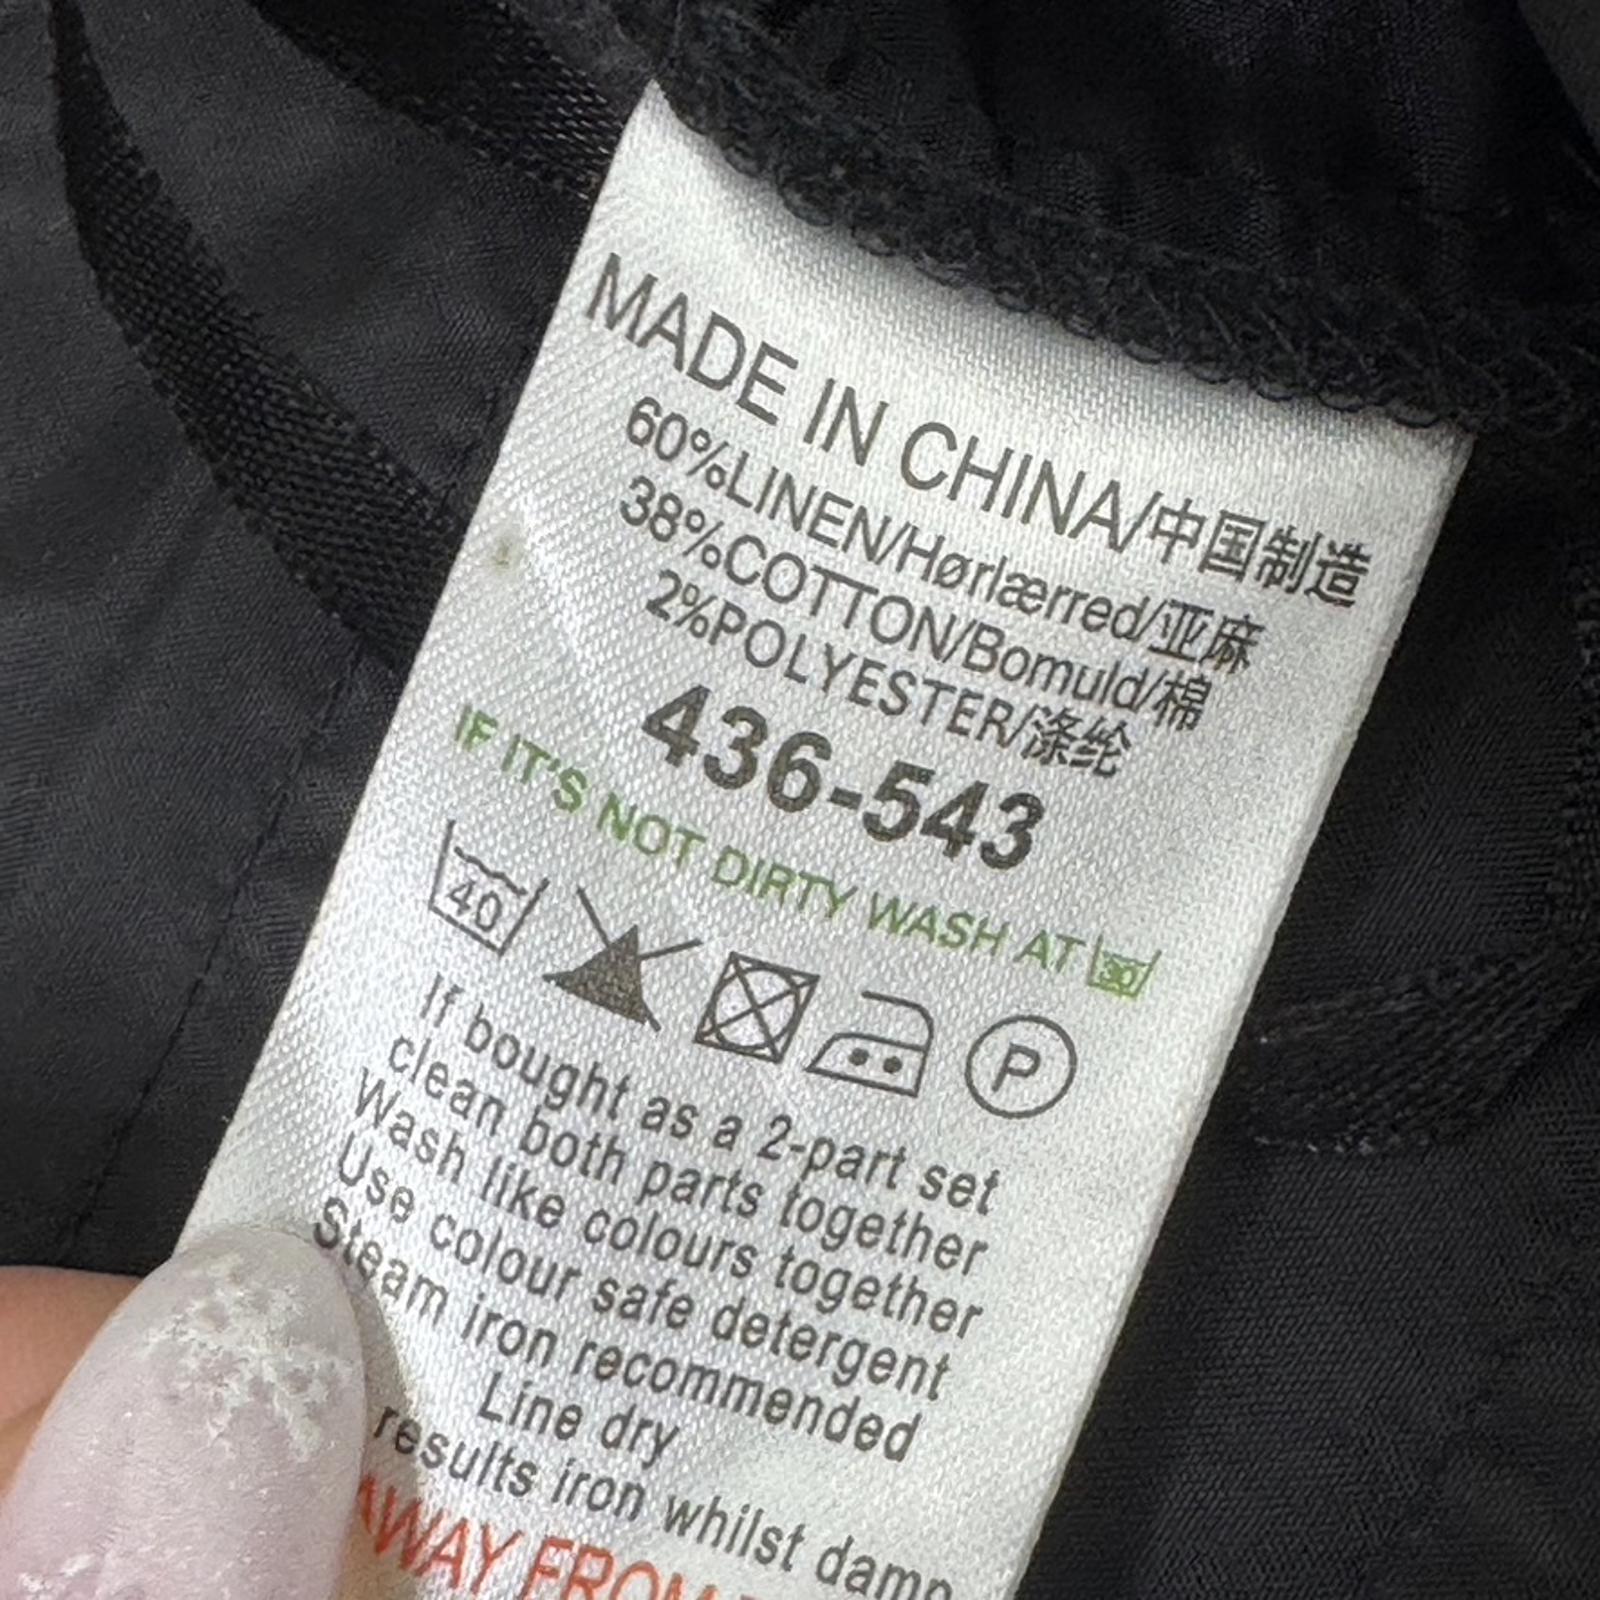 MADE IN CHINA/中国制造
60%LINEN/Hørlærred/亚麻
38%COTTON/Bomuld/棉
2%POLYESTER/涤纶
436-543
IF IT'S NOT DIRTY WASH AT 30
40 P
If bought as a 2-part set
clean both parts together
Wash like colours together
Use colour safe detergent
Steam iron recommended
Line dry
results iron whilst damp
AWAY FROM